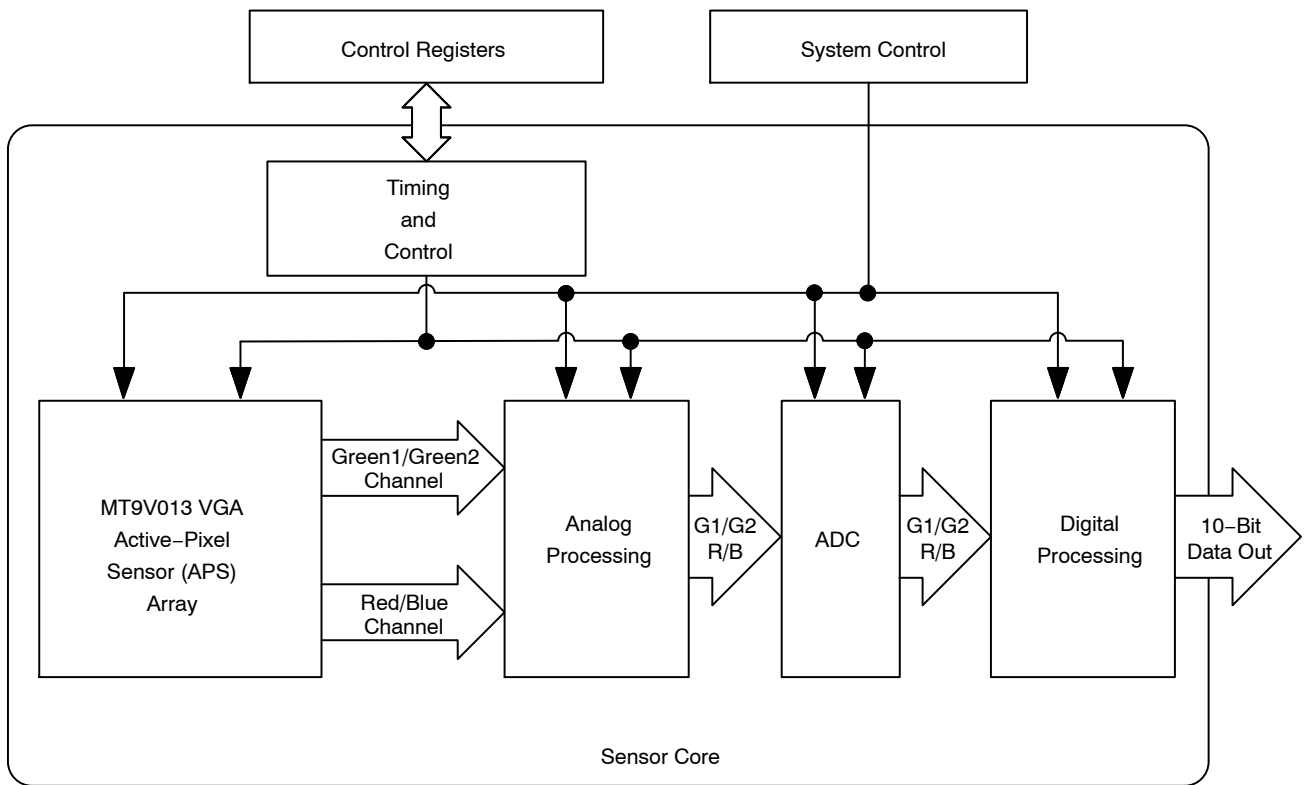 Control Registers
System Control
Timing
and
Control
MT9V013 VGA
Active−Pixel
Sensor (APS)
Array
Green1/Green2
Channel
Red/Blue
Channel
Analog
Processing
G1/G2
R/B
ADC
G1/G2
R/B
Digital
Processing
10−Bit
Data Out
Sensor Core